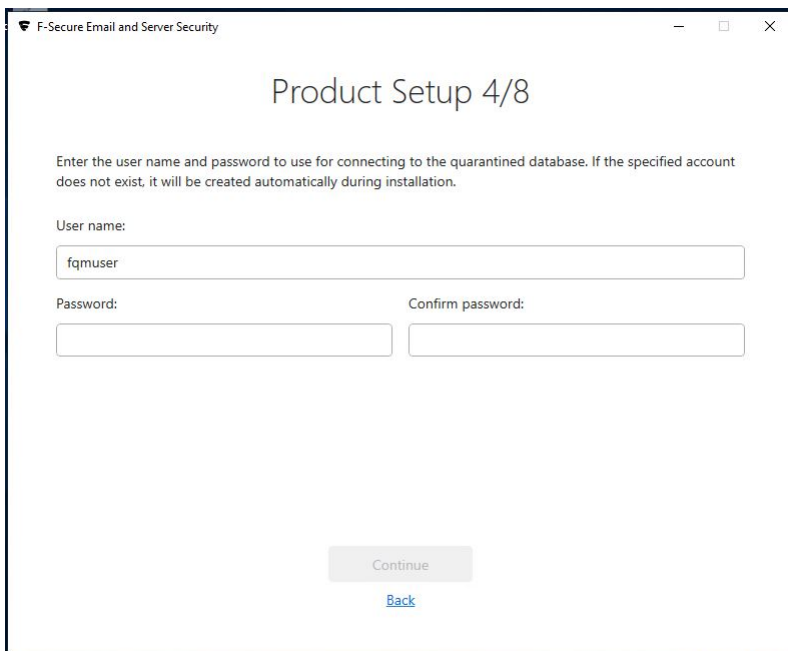 F-Secure Email and Server Security
Product Setup 4/8
Enter the user name and password to use for connecting to the quarantined database. If the specified account
does not exist, it will be created automatically during installation.
User name:
fqmuser
Password:
Confirm password:
Continue
Back